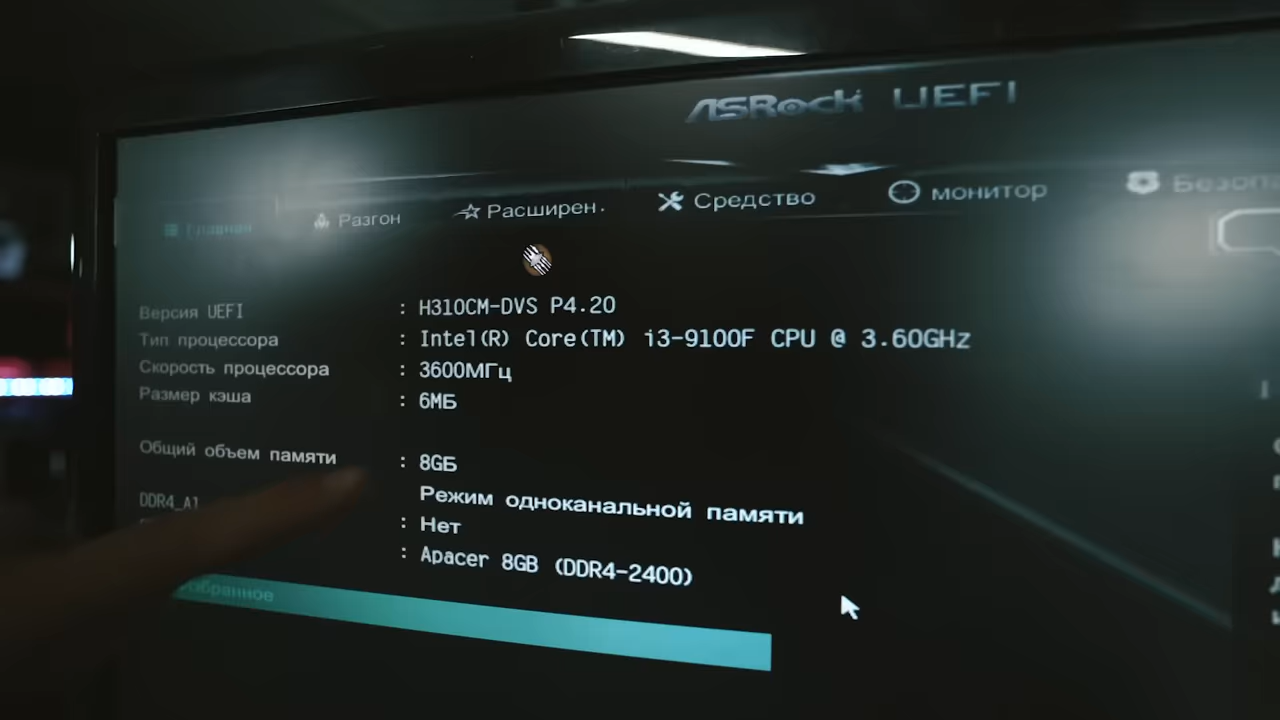 ASRock UEFI
Главная Разгон Расширен. Средство монитор
Версия UEFI : H310CM-DVS P4.20
Тип процессора : Intel(R) Core(TM) i3-9100F CPU @ 3.60GHz
Скорость процессора : 3600МГц
Размер кэша : 6МБ
Общий объем памяти : 8GБ
Режим одноканальной памяти
DDR4_A1 : Нет
: Apacer 8GB (DDR4-2400)